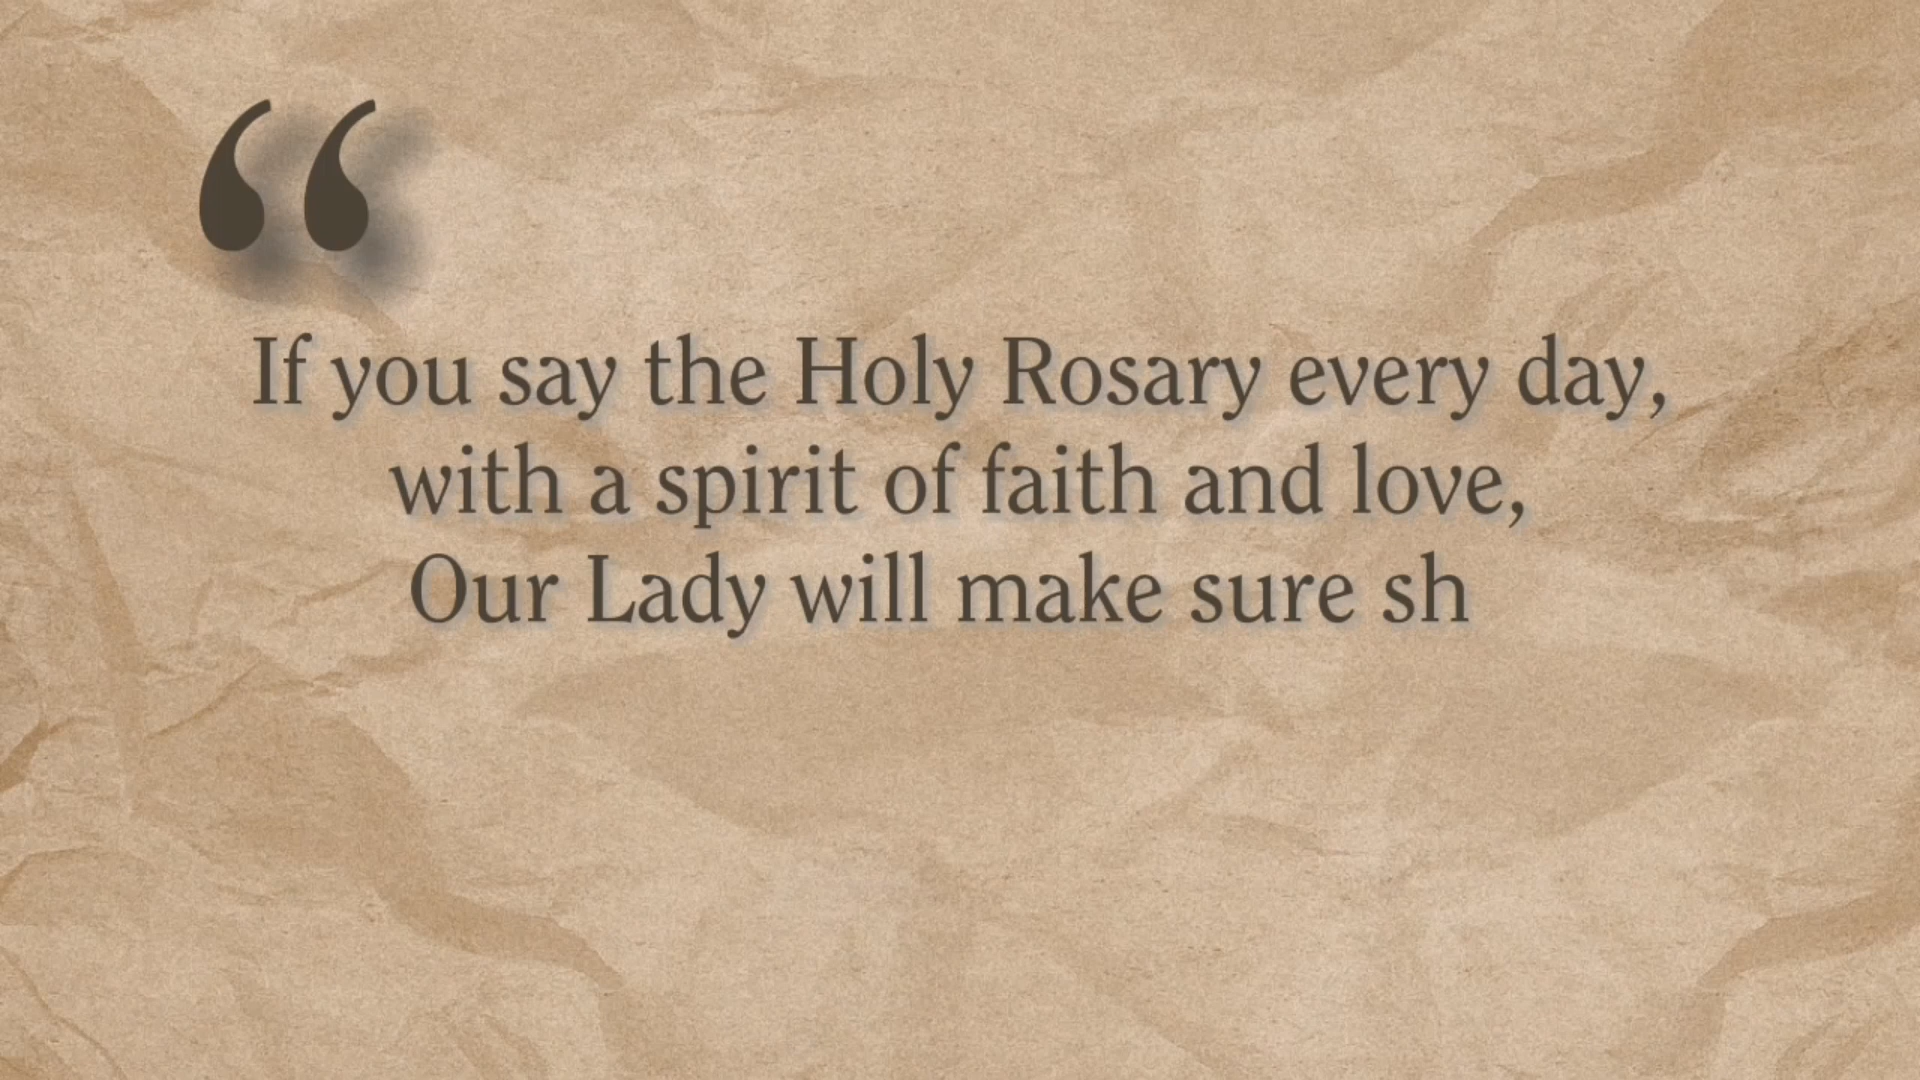 “
If you say the Holy Rosary every day,
with a spirit of faith and love,
Our Lady will make sure sh